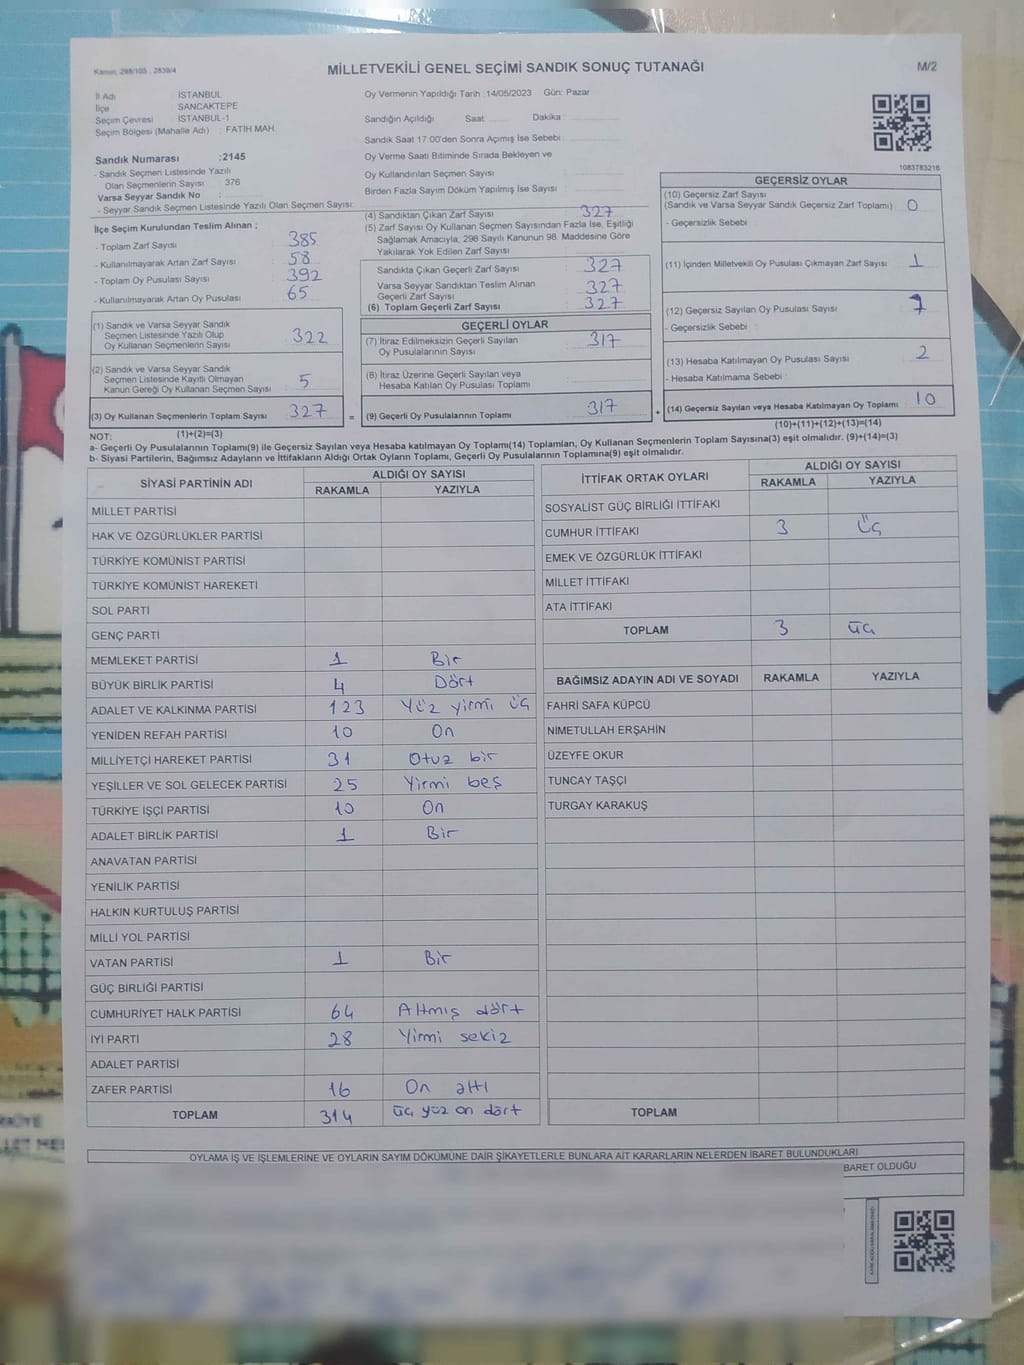 Kanun: 298/105 , 2839/4
MİLLETVEKİLİ GENEL SEÇİMİ SANDIK SONUÇ TUTANAĞI
M/2
İl Adı : İSTANBUL
İlçe : SANCAKTEPE
Seçim Çevresi : İSTANBUL-1
Seçim Bölgesi (Mahalle Adı) : FATİH MAH.
Oy Vermenin Yapıldığı Tarih :14/05/2023 Gün: Pazar
Sandığın Açıldığı Saat: Dakika :
Sandık Saat 17:00'den Sonra Açımış İse Sebebi :
Sandık Numarası :2145
- Sandık Seçmen Listesinde Yazılı
Olan Seçmenlerin Sayısı : 376
Varsa Seyyar Sandık No :
- Seyyar Sandık Seçmen Listesinde Yazılı Olan Seçmen Sayısı:
Oy Verme Saati Bitiminde Sırada Bekleyen ve
Oy Kullandırılan Seçmen Sayısı :
Birden Fazla Sayım Döküm Yapılmış İse Sayısı :
1083783216
İlçe Seçim Kurulundan Teslim Alınan ;
- Toplam Zarf Sayısı : 385
- Kullanılmayarak Artan Zarf Sayısı : 58
- Toplam Oy Pusulası Sayısı : 392
- Kullanılmayarak Artan Oy Pusulası : 65
(1) Sandık ve Varsa Seyyar Sandık
Seçmen Listesinde Yazılı Olup
Oy Kullanan Seçmenlerin Sayısı : 322
(2) Sandık ve Varsa Seyyar Sandık
Seçmen Listesinde Kayıtlı Olmayan
Kanun Gereği Oy Kullanan Seçmen Sayısı : 5
(3) Oy Kullanan Seçmenlerin Toplam Sayısı : 327
(1)+(2)=(3)
(4) Sandıktan Çıkan Zarf Sayısı : 327
(5) Zarf Sayısı Oy Kullanan Seçmen Sayısından Fazla İse, Eşitliği
Sağlamak Amacıyla, 298 Sayılı Kanunun 98. Maddesine Göre
Yakılarak Yok Edilen Zarf Sayısı :
Sandıkta Çıkan Geçerli Zarf Sayısı : 327
Varsa Seyyar Sandıktan Teslim Alınan
Geçerli Zarf Sayısı : 327
(6) Toplam Geçerli Zarf Sayısı : 327
GEÇERLİ OYLAR
(7) İtiraz Edilmeksizin Geçerli Sayılan
Oy Pusulalarının Sayısı : 317
(8) İtiraz Üzerine Geçerli Sayılan veya
Hesaba Katılan Oy Pusulası Toplamı :
= (9) Geçerli Oy Pusulalarının Toplamı : 317
GEÇERSİZ OYLAR
(10) Geçersiz Zarf Sayısı
(Sandık ve Varsa Seyyar Sandık Geçersiz Zarf Toplamı) : 0
- Geçersizlik Sebebi :
(11) İçinden Milletvekili Oy Pusulası Çıkmayan Zarf Sayısı : 1
(12) Geçersiz Sayılan Oy Pusulası Sayısı : 7
- Geçersizlik Sebebi :
(13) Hesaba Katılmayan Oy Pusulası Sayısı : 2
- Hesaba Katılmama Sebebi :
+ (14) Geçersiz Sayılan veya Hesaba Katılmayan Oy Toplamı : 10
(10)+(11)+(12)+(13)=(14)
NOT:
a- Geçerli Oy Pusulalarının Toplamı(9) ile Geçersiz Sayılan veya Hesaba katılmayan Oy Toplamı(14) Toplamları, Oy Kullanan Seçmenlerin Toplam Sayısına(3) eşit olmalıdır. (9)+(14)=(3)
b- Siyasi Partilerin, Bağımsız Adayların ve İttifakların Aldığı Ortak Oyların Toplamı, Geçerli Oy Pusulalarının Toplamına(9) eşit olmalıdır.
SİYASİ PARTİNİN ADI ALDIĞI OY SAYISI
RAKAMLA YAZIYLA
MİLLET PARTİSİ
HAK VE ÖZGÜRLÜKLER PARTİSİ
TÜRKİYE KOMÜNİST PARTİSİ
TÜRKİYE KOMÜNİST HAREKETİ
SOL PARTİ
GENÇ PARTİ
MEMLEKET PARTİSİ 1 Bir
BÜYÜK BİRLİK PARTİSİ 4 Dört
ADALET VE KALKINMA PARTİSİ 123 Yüz yirmi üç
YENİDEN REFAH PARTİSİ 10 On
MİLLİYETÇİ HAREKET PARTİSİ 31 Otuz bir
YEŞİLLER VE SOL GELECEK PARTİSİ 25 Yirmi beş
TÜRKİYE İŞÇİ PARTİSİ 10 On
ADALET BİRLİK PARTİSİ 1 Bir
ANAVATAN PARTİSİ
YENİLİK PARTİSİ
HALKIN KURTULUŞ PARTİSİ
MİLLİ YOL PARTİSİ
VATAN PARTİSİ 1 Bir
GÜÇ BİRLİĞİ PARTİSİ
CUMHURİYET HALK PARTİSİ 64 Altmış dört
İYİ PARTİ 28 Yirmi sekiz
ADALET PARTİSİ
ZAFER PARTİSİ 16 On altı
TOPLAM 314 üç yüz on dört
İTTİFAK ORTAK OYLARI ALDIĞI OY SAYISI
RAKAMLA YAZIYLA
SOSYALİST GÜÇ BİRLİĞİ İTTİFAKI
CUMHUR İTTİFAKI 3 Üç
EMEK VE ÖZGÜRLÜK İTTİFAKI
MİLLET İTTİFAKI
ATA İTTİFAKI
TOPLAM 3 üç
BAĞIMSIZ ADAYIN ADI VE SOYADI RAKAMLA YAZIYLA
FAHRİ SAFA KÜPCÜ
NİMETULLAH ERŞAHİN
ÜZEYFE OKUR
TUNCAY TAŞÇI
TURGAY KARAKUŞ
TOPLAM
OYLAMA İŞ VE İŞLEMLERİNE VE OYLARIN SAYIM DÖKÜMÜNE DAİR ŞİKAYETLERLE BUNLARA AİT KARARLARIN NELERDEN İBARET BULUNDUKLARI
BARET OLDUĞU